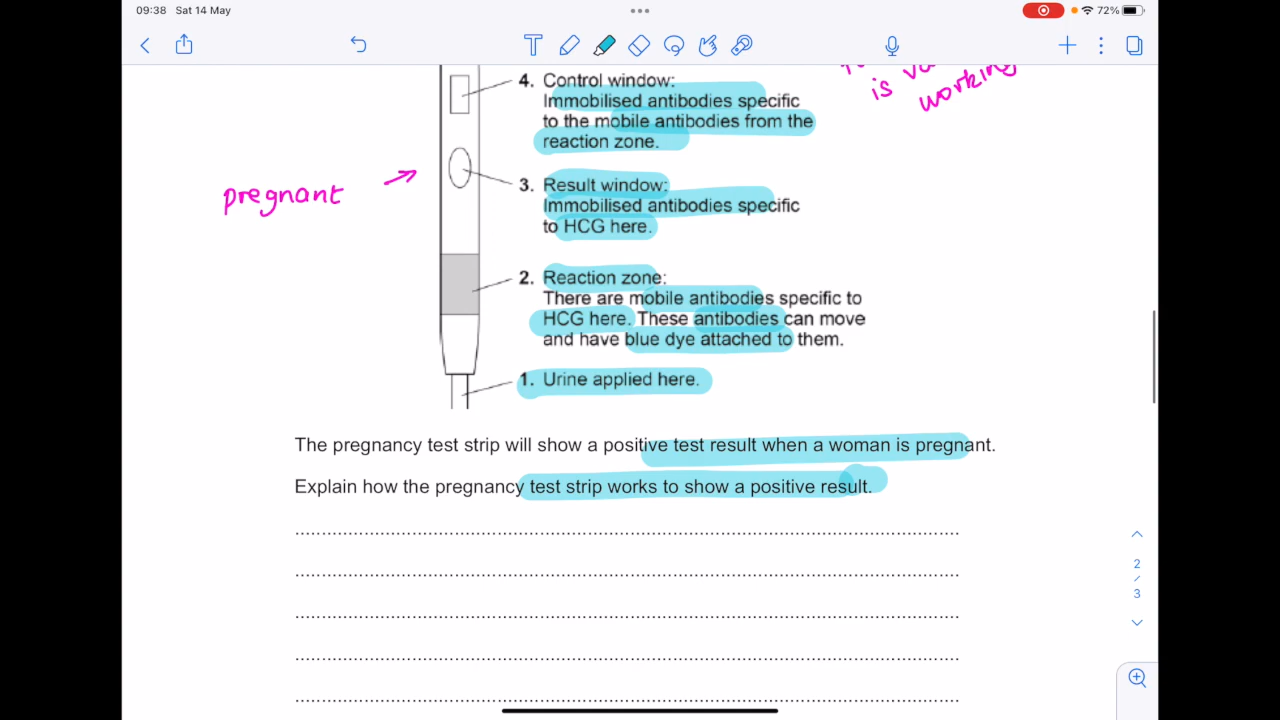 09:38 Sat 14 May
72%
4. Control window:
Immobilised antibodies specific
to the mobile antibodies from the
reaction zone.
is
working
pregnant
3. Result window:
Immobilised antibodies specific
to HCG here.
2. Reaction zone:
There are mobile antibodies specific to
HCG here. These antibodies can move
and have blue dye attached to them.
1. Urine applied here.
The pregnancy test strip will show a positive test result when a woman is pregnant.
Explain how the pregnancy test strip works to show a positive result.
2
/
3